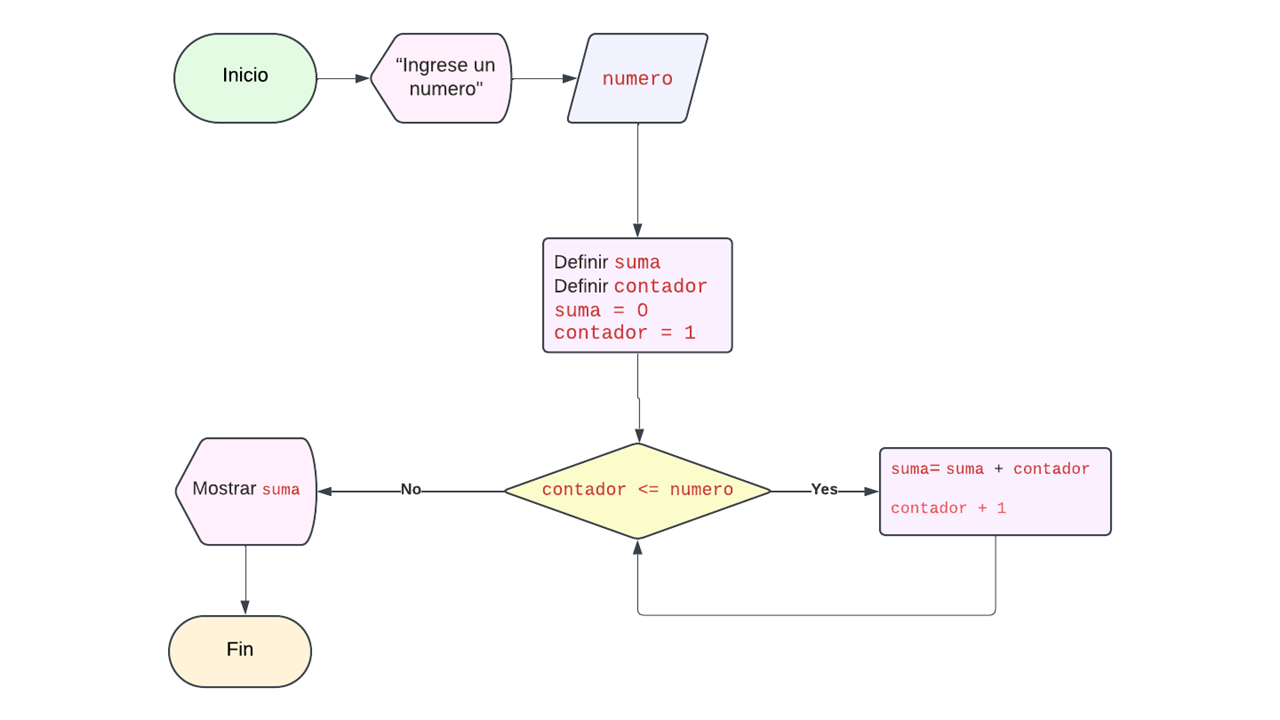 Inicio
“Ingrese un
numero"
numero
Definir suma
Definir contador
suma = 0
contador = 1
Mostrar suma
No
contador <= numero
Yes
suma= suma + contador
contador + 1
Fin